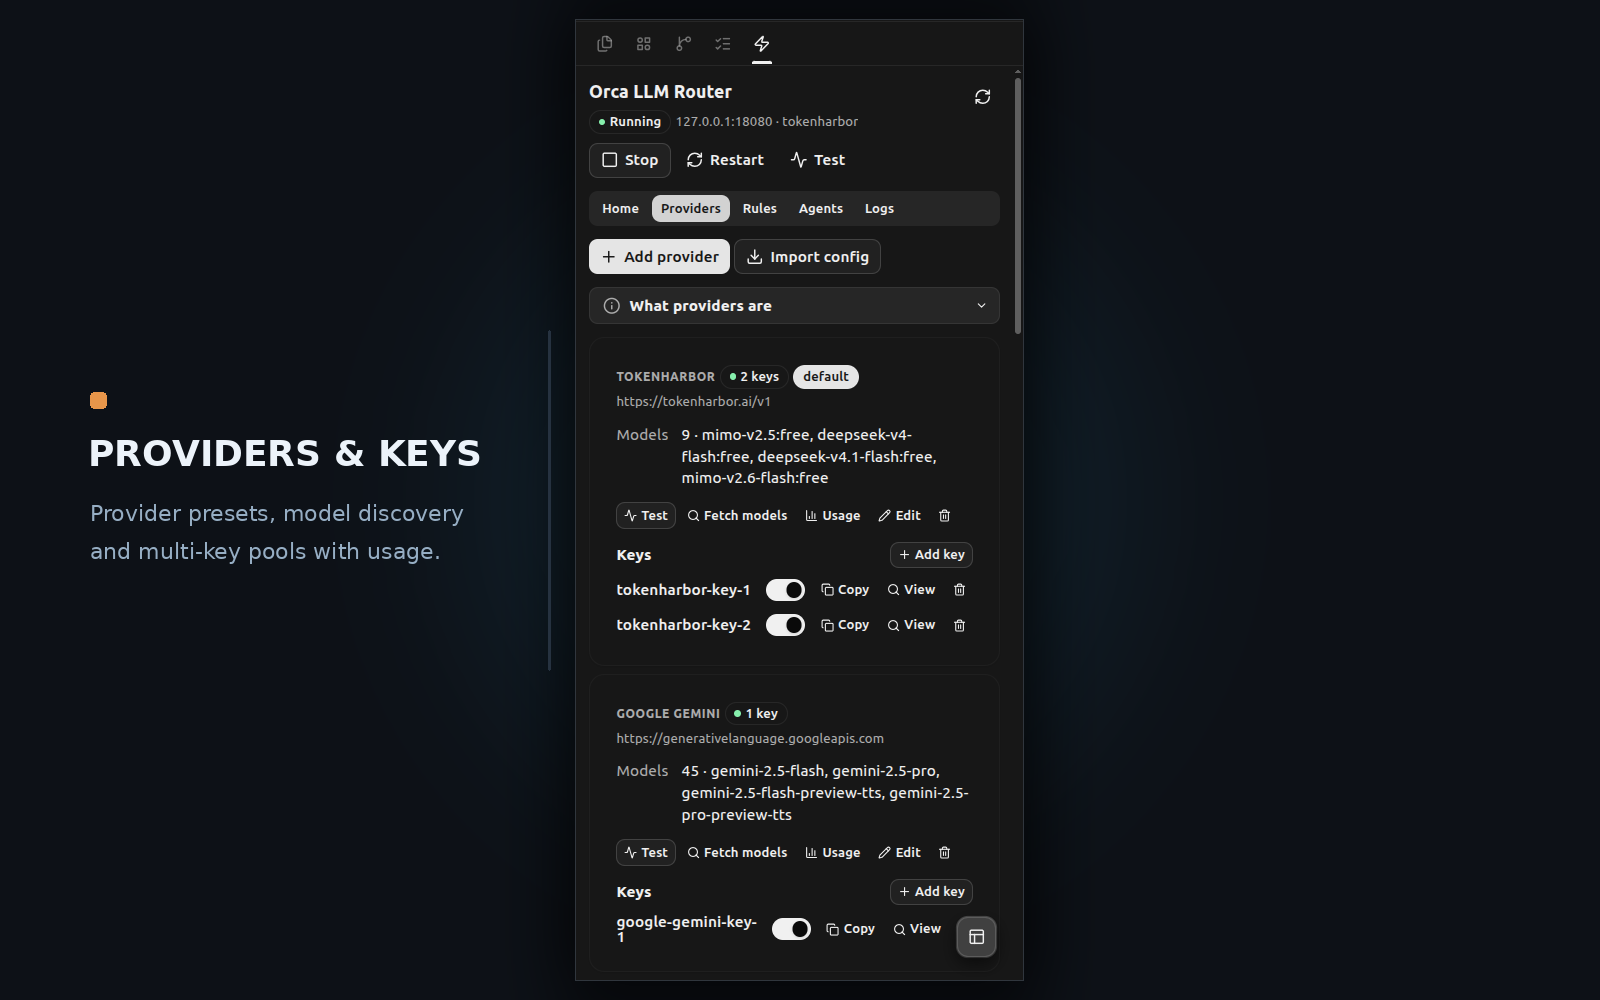 PROVIDERS & KEYS
Provider presets, model discovery
and multi-key pools with usage.
Orca LLM Router
Running 127.0.0.1:18080 · tokenharbor
Stop Restart Test
Home Providers Rules Agents Logs
Add provider Import config
What providers are
TOKENHARBOR 2 keys default
https://tokenharbor.ai/v1
Models 9 · mimo-v2.5:free, deepseek-v4-
flash:free, deepseek-v4.1-flash:free,
mimo-v2.6-flash:free
Test Fetch models Usage Edit
Keys Add key
tokenharbor-key-1 Copy View
tokenharbor-key-2 Copy View
GOOGLE GEMINI 1 key
https://generativelanguage.googleapis.com
Models 45 · gemini-2.5-flash, gemini-2.5-pro,
gemini-2.5-flash-preview-tts, gemini-2.5-
pro-preview-tts
Test Fetch models Usage Edit
Keys Add key
google-gemini-key-
1 Copy View